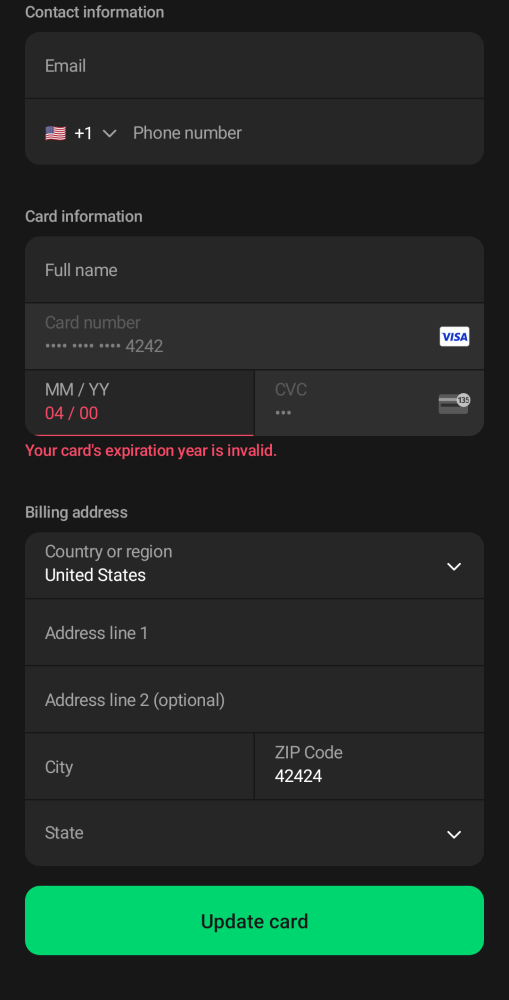 Contact information
Email
+1 Phone number
Card information
Full name
Card number
•••• •••• •••• 4242
VISA
MM / YY
04 / 00
CVC
•••
135
Your card's expiration year is invalid.
Billing address
Country or region
United States
Address line 1
Address line 2 (optional)
City
ZIP Code
42424
State
Update card